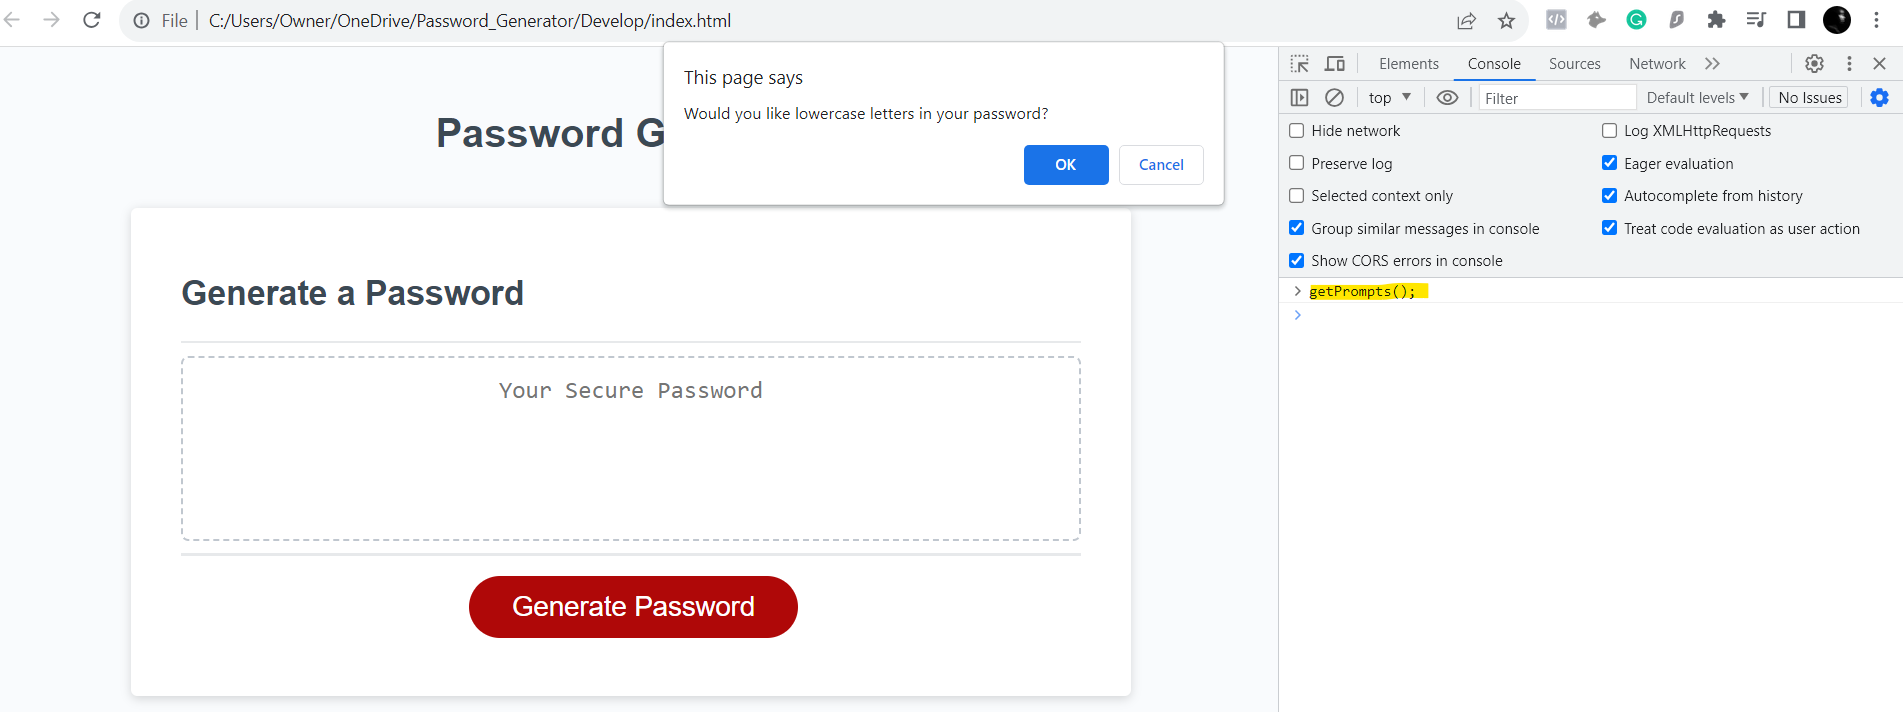 File
C:/Users/Owner/OneDrive/Password_Generator/Develop/index.html
This page says
Would you like lowercase letters in your password?
OK
Cancel
Password G
Generate a Password
Your Secure Password
Generate Password
Elements Console Sources Network
top Filter Default levels No Issues
Hide network
Log XMLHttpRequests
Preserve log
Eager evaluation
Selected context only
Autocomplete from history
Group similar messages in console
Treat code evaluation as user action
Show CORS errors in console
getPrompts();